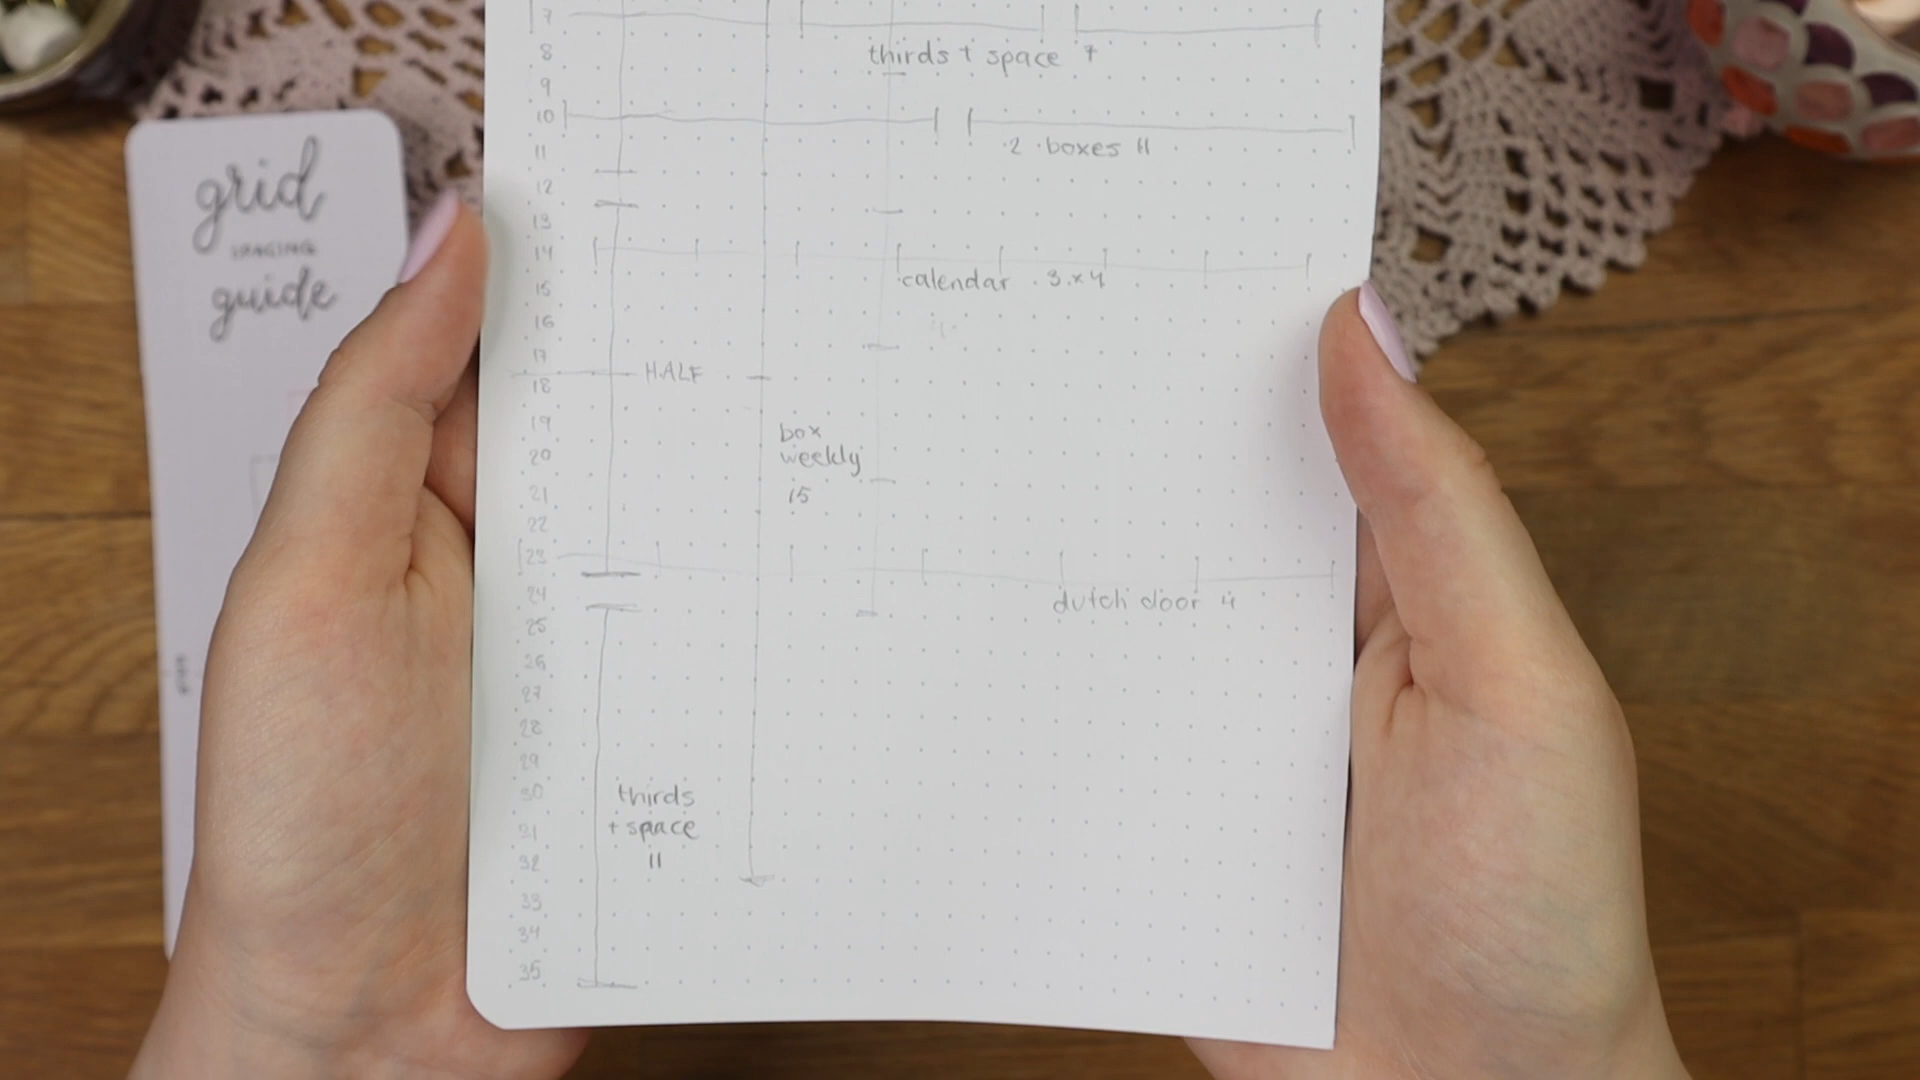 grid
SPACING
guide
7
thirds + space 7
8
9
10
2 boxes 11
11
12
13
14
calendar 3x4
15
16
17
HALF
18
19
box
weekly
15
20
21
22
23
dutch door 4
24
25
26
27
28
29
30
thirds
+ space
11
31
32
33
34
35